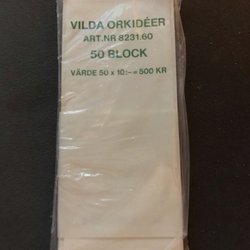 VILDA ORKIDÉER
ART.NR 8231.60
50 BLOCK
VÄRDE 50 x 10:– = 500 KR